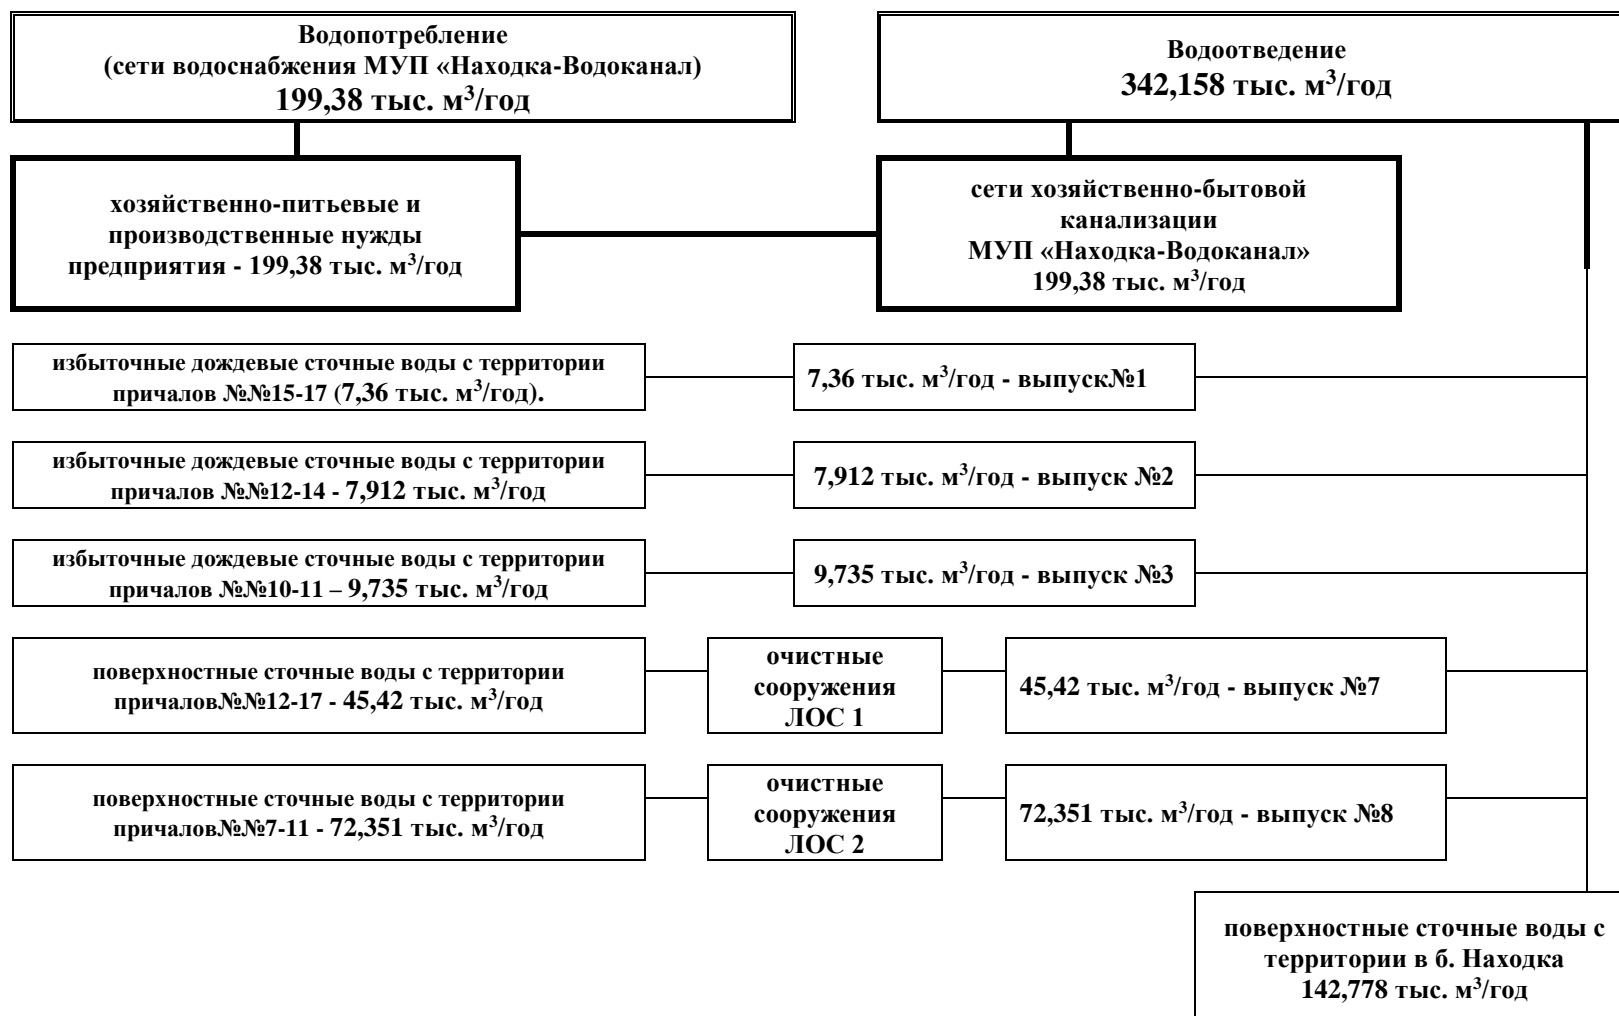 Водопотребление
(сети водоснабжения МУП «Находка-Водоканал)
199,38 тыс. м³/год
Водоотведение
342,158 тыс. м³/год
хозяйственно-питьевые и
производственные нужды
предприятия - 199,38 тыс. м³/год
сети хозяйственно-бытовой
канализации
МУП «Находка-Водоканал»
199,38 тыс. м³/год
избыточные дождевые сточные воды с территории
причалов №№15-17 (7,36 тыс. м³/год).
7,36 тыс. м³/год - выпуск№1
избыточные дождевые сточные воды с территории
причалов №№12-14 - 7,912 тыс. м³/год
7,912 тыс. м³/год - выпуск №2
избыточные дождевые сточные воды с территории
причалов №№10-11 – 9,735 тыс. м³/год
9,735 тыс. м³/год - выпуск №3
поверхностные сточные воды с территории
причалов№№12-17 - 45,42 тыс. м³/год
очистные
сооружения
ЛОС 1
45,42 тыс. м³/год - выпуск №7
поверхностные сточные воды с территории
причалов№№7-11 - 72,351 тыс. м³/год
очистные
сооружения
ЛОС 2
72,351 тыс. м³/год - выпуск №8
поверхностные сточные воды с
территории в б. Находка
142,778 тыс. м³/год